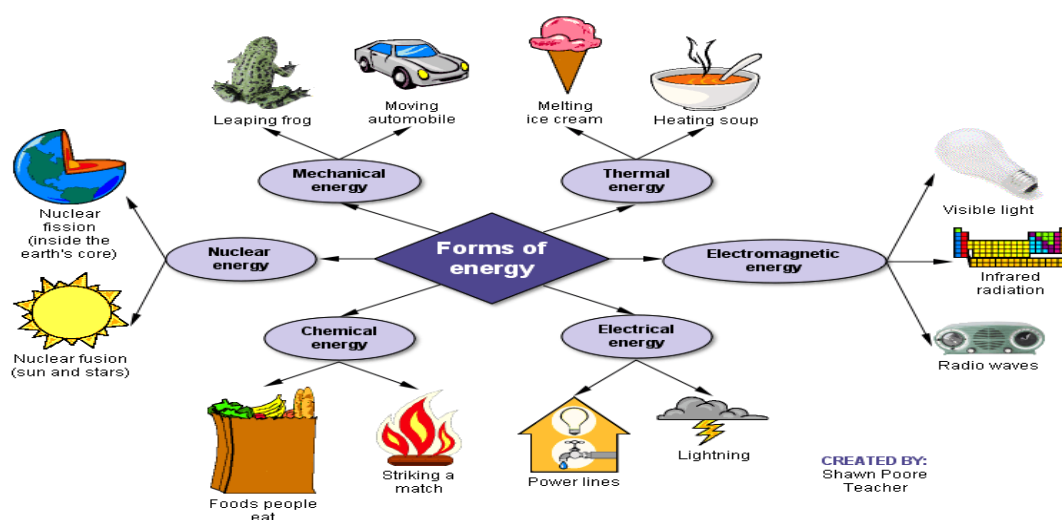 Leaping frog
Moving
automobile
Melting
ice cream
Heating soup
Mechanical
energy
Thermal
energy
Visible light
Nuclear
fission
(inside the
earth's core)
Nuclear
energy
Forms of
energy
Electromagnetic
energy
Infrared
radiation
Chemical
energy
Electrical
energy
Nuclear fusion
(sun and stars)
Radio waves
Foods people
eat
Striking a
match
Power lines
Lightning
CREATED BY:
Shawn Poore
Teacher